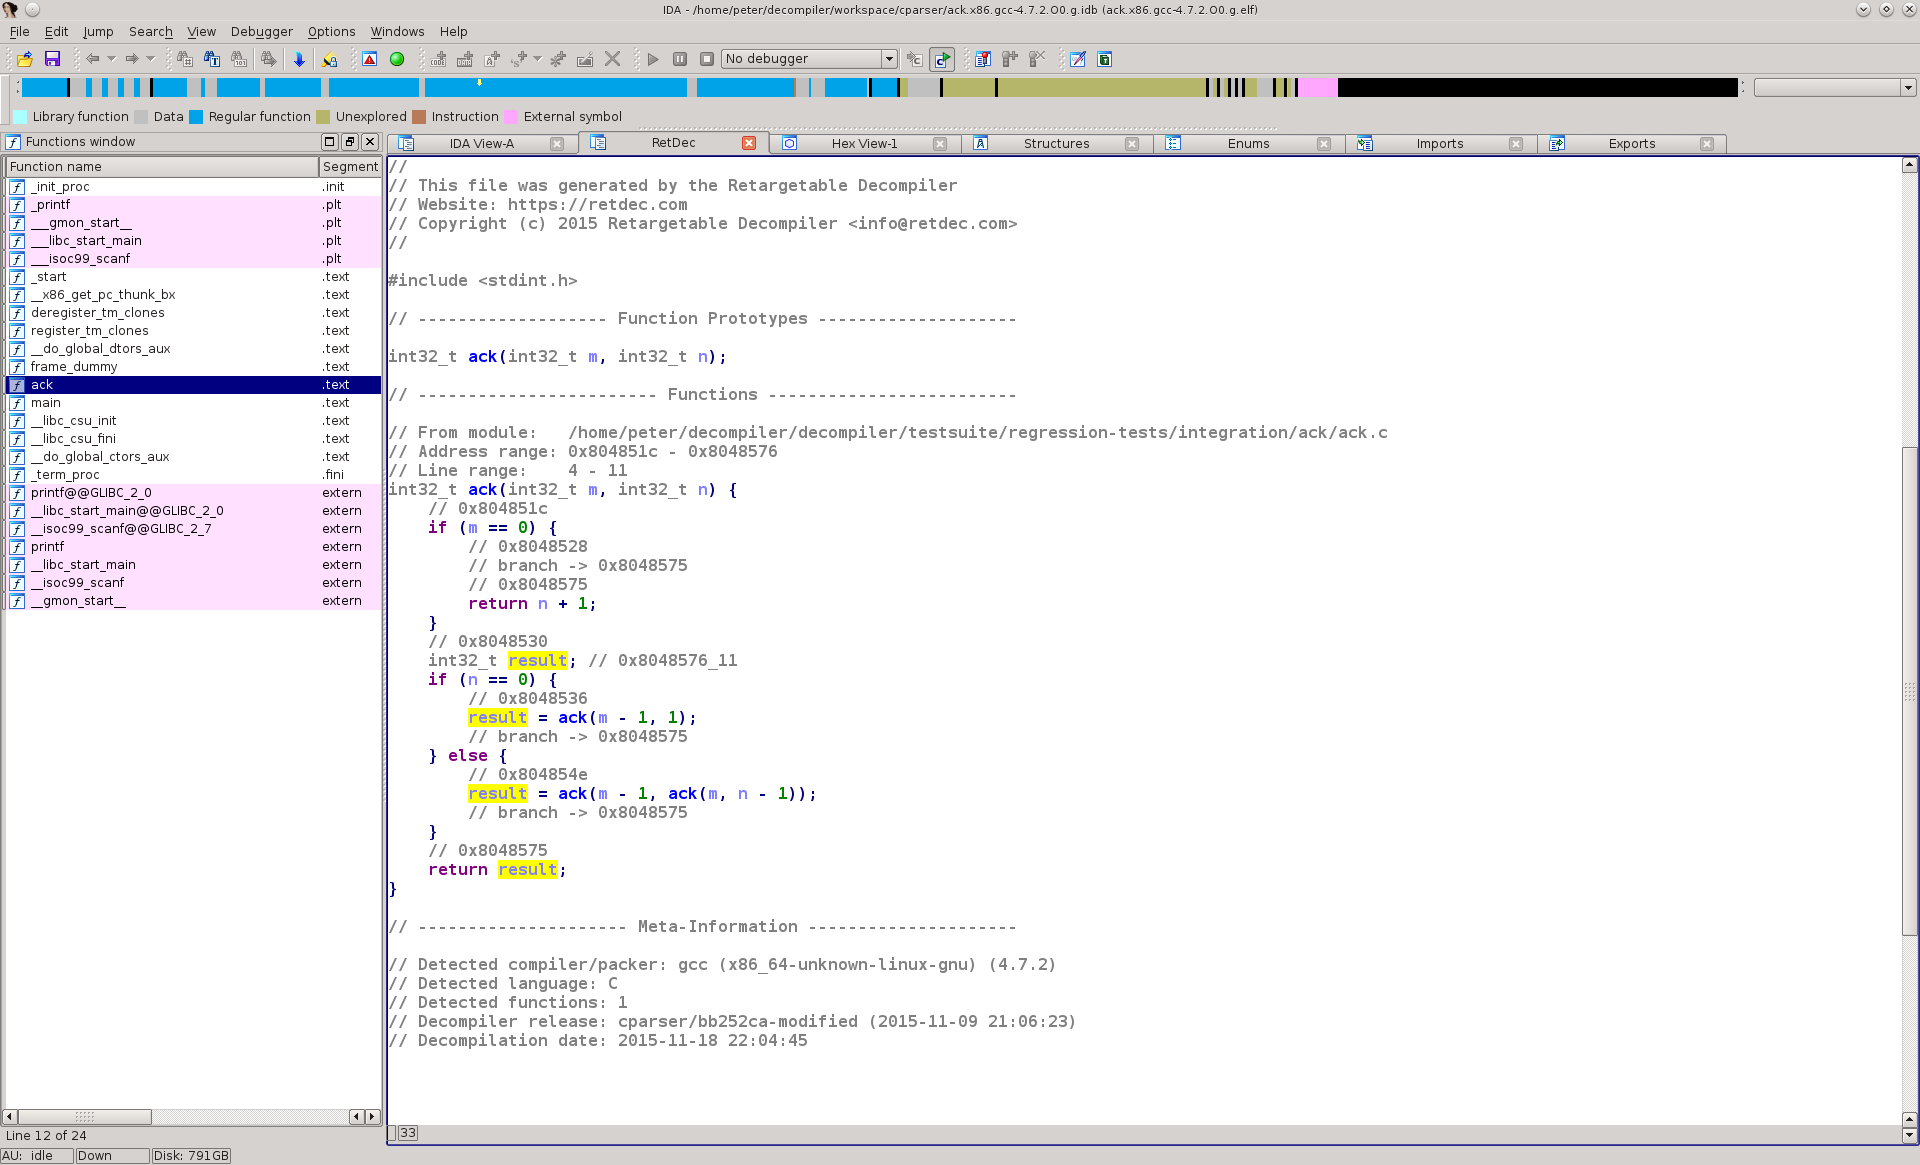 IDA - /home/peter/decompiler/workspace/cparser/ack.x86.gcc-4.7.2.O0.g.idb (ack.x86.gcc-4.7.2.O0.g.elf)
File Edit Jump Search View Debugger Options Windows Help
No debugger
Library function Data Regular function Unexplored Instruction External symbol
Functions window
IDA View-A RetDec Hex View-1 Structures Enums Imports Exports
Function name Segment
_init_proc .init
_printf .plt
___gmon_start__ .plt
___libc_start_main .plt
___isoc99_scanf .plt
_start .text
__x86_get_pc_thunk_bx .text
deregister_tm_clones .text
register_tm_clones .text
__do_global_dtors_aux .text
frame_dummy .text
ack .text
main .text
__libc_csu_init .text
__libc_csu_fini .text
__do_global_ctors_aux .text
_term_proc .fini
printf@@GLIBC_2_0 extern
__libc_start_main@@GLIBC_2_0 extern
__isoc99_scanf@@GLIBC_2_7 extern
printf extern
__libc_start_main extern
__isoc99_scanf extern
__gmon_start__ extern
Line 12 of 24
//
// This file was generated by the Retargetable Decompiler
// Website: https://retdec.com
// Copyright (c) 2015 Retargetable Decompiler <info@retdec.com>
//
#include <stdint.h>
// ------------------- Function Prototypes --------------------
int32_t ack(int32_t m, int32_t n);
// ------------------------ Functions -------------------------
// From module:   /home/peter/decompiler/decompiler/testsuite/regression-tests/integration/ack/ack.c
// Address range: 0x804851c - 0x8048576
// Line range:    4 - 11
int32_t ack(int32_t m, int32_t n) {
    // 0x804851c
    if (m == 0) {
        // 0x8048528
        // branch -> 0x8048575
        // 0x8048575
        return n + 1;
    }
    // 0x8048530
    int32_t result; // 0x8048576_11
    if (n == 0) {
        // 0x8048536
        result = ack(m - 1, 1);
        // branch -> 0x8048575
    } else {
        // 0x804854e
        result = ack(m - 1, ack(m, n - 1));
        // branch -> 0x8048575
    }
    // 0x8048575
    return result;
}
// --------------------- Meta-Information ---------------------
// Detected compiler/packer: gcc (x86_64-unknown-linux-gnu) (4.7.2)
// Detected language: C
// Detected functions: 1
// Decompiler release: cparser/bb252ca-modified (2015-11-09 21:06:23)
// Decompilation date: 2015-11-18 22:04:45
33
AU: idle Down Disk: 791GB